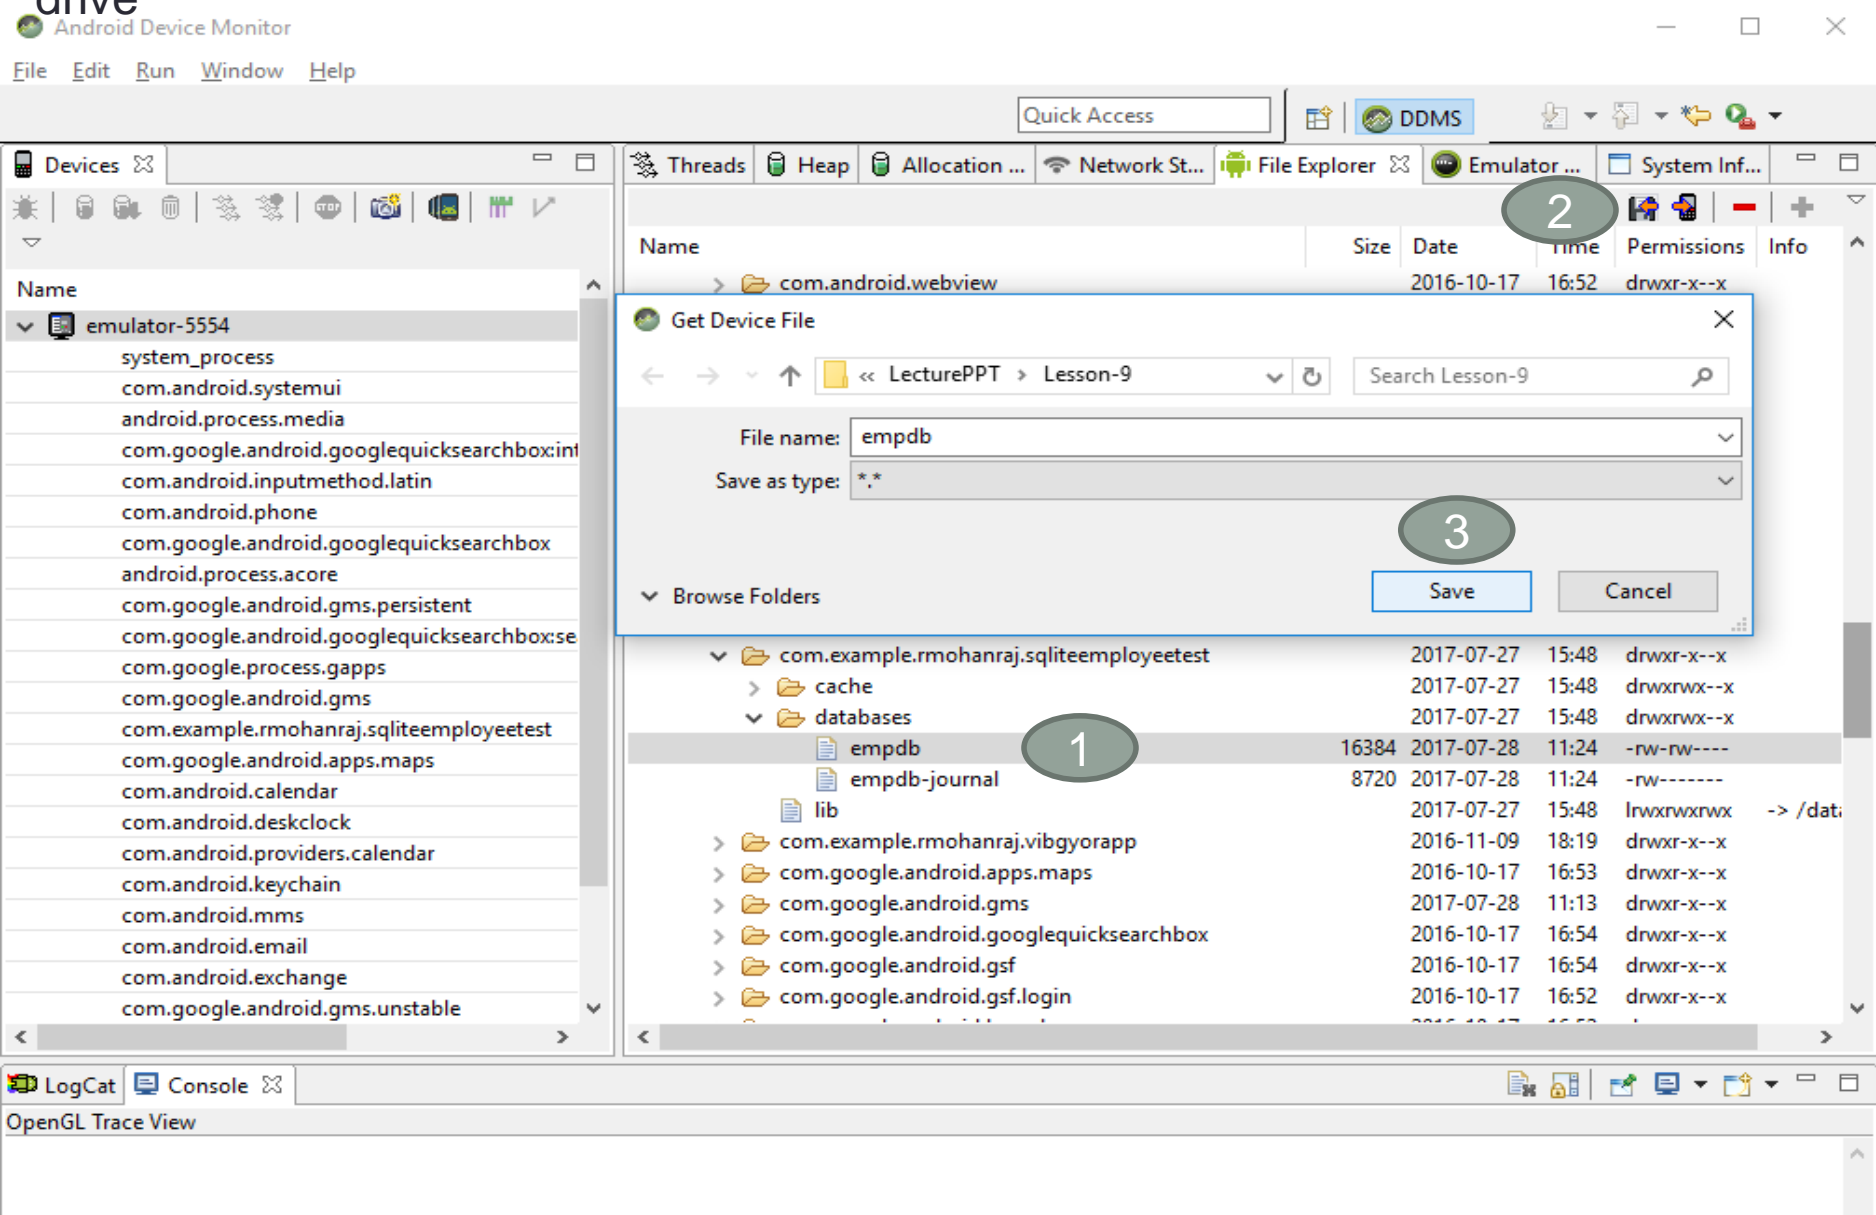 drive
Android Device Monitor
File Edit Run Window Help
Quick Access DDMS
Devices
Threads Heap Allocation ... Network St... File Explorer Emulator ... System Inf...
STOP
2
Name Size Date Time Permissions Info
com.android.webview 2016-10-17 16:52 drwxr-x--x
Name
emulator-5554
system_process
com.android.systemui
android.process.media
com.google.android.googlequicksearchbox:int
com.android.inputmethod.latin
com.android.phone
com.google.android.googlequicksearchbox
android.process.acore
com.google.android.gms.persistent
com.google.android.googlequicksearchbox:se
com.google.process.gapps
com.google.android.gms
com.example.rmohanraj.sqliteemployeetest
com.google.android.apps.maps
com.android.calendar
com.android.deskclock
com.android.providers.calendar
com.android.keychain
com.android.mms
com.android.email
com.android.exchange
com.google.android.gms.unstable
Get Device File
« LecturePPT > Lesson-9
Search Lesson-9
File name: empdb
Save as type: *.*
3
Browse Folders
Save Cancel
com.example.rmohanraj.sqliteemployeetest 2017-07-27 15:48 drwxr-x--x
cache 2017-07-27 15:48 drwxrwx--x
databases 2017-07-27 15:48 drwxrwx--x
empdb 1 16384 2017-07-28 11:24 -rw-rw----
empdb-journal 8720 2017-07-28 11:24 -rw-------
lib 2017-07-27 15:48 lrwxrwxrwx -> /data
com.example.rmohanraj.vibgyorapp 2016-11-09 18:19 drwxr-x--x
com.google.android.apps.maps 2016-10-17 16:53 drwxr-x--x
com.google.android.gms 2017-07-28 11:13 drwxr-x--x
com.google.android.googlequicksearchbox 2016-10-17 16:54 drwxr-x--x
com.google.android.gsf 2016-10-17 16:54 drwxr-x--x
com.google.android.gsf.login 2016-10-17 16:52 drwxr-x--x
LogCat Console
OpenGL Trace View